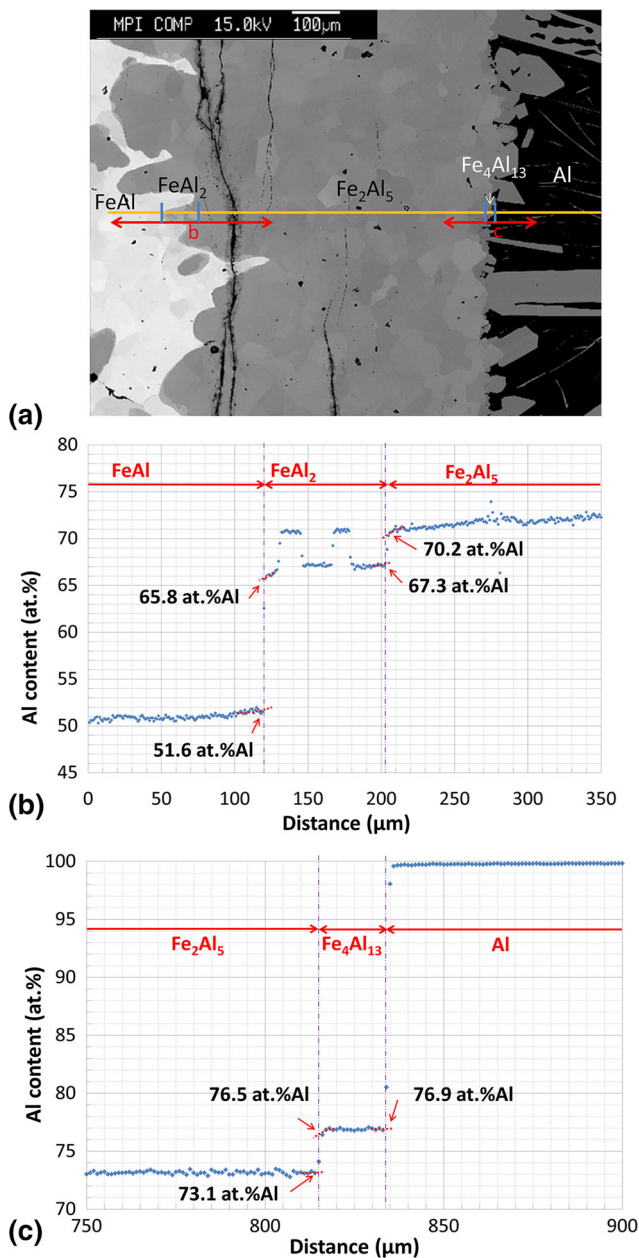 MPI COMP 15.0kV 100µm
Fe4Al13
Al
FeAl2
Fe2Al5
FeAl
b
c
(a)
80
FeAl FeAl2 Fe2Al5
75
70
70.2 at.%Al
65
65.8 at.%Al
67.3 at.%Al
60
55
50
51.6 at.%Al
45
0 50 100 150 200 250 300 350
Distance (µm)
Al content (at.%)
(b)
100
95
Fe2Al5 Fe4Al13 Al
90
85
80
76.5 at.%Al 76.9 at.%Al
75
73.1 at.%Al
70
750 800 850 900
Distance (µm)
Al content (at.%)
(c)